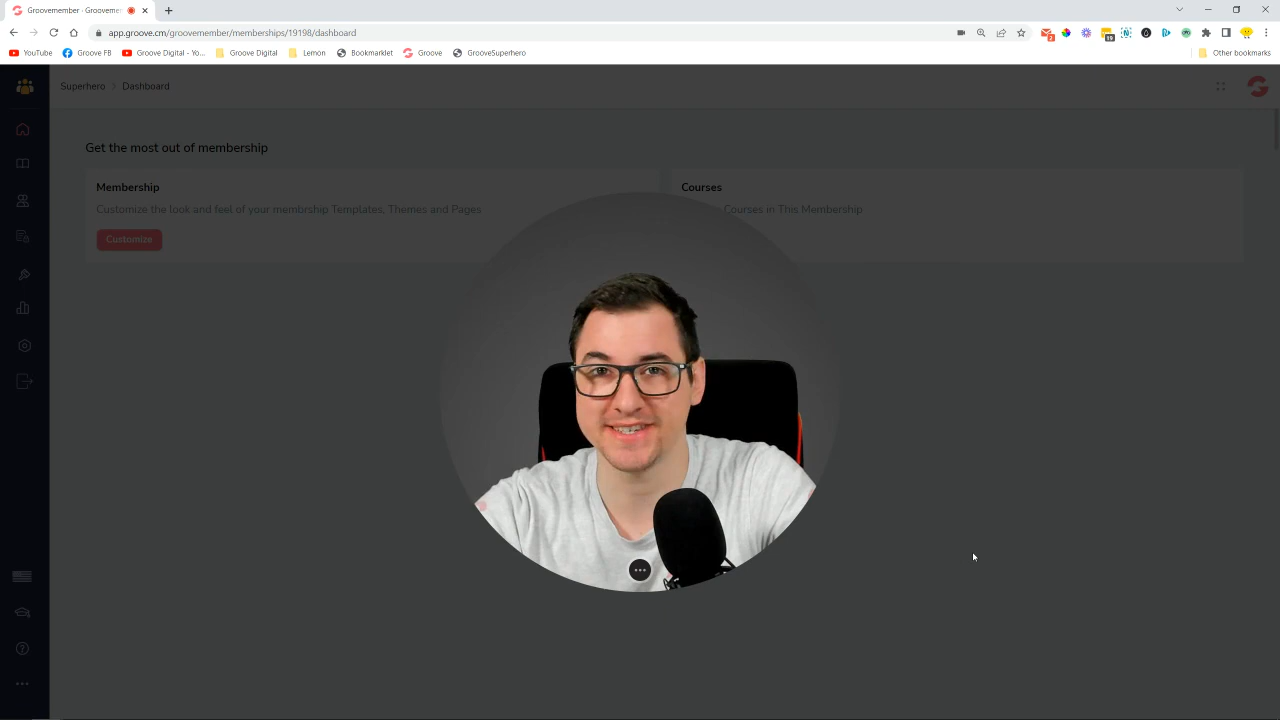 Groovemember - Groovemem
app.groove.cm/groovemember/memberships/19198/dashboard
YouTube
Groove FB
Groove Digital - Yo...
Groove Digital
Lemon
Bookmarklet
Groove
GrooveSuperhero
Other bookmarks
Superhero > Dashboard
Get the most out of membership
Membership
Customize the look and feel of your membrship Templates, Themes and Pages
Customize
Courses
Courses in This Membership